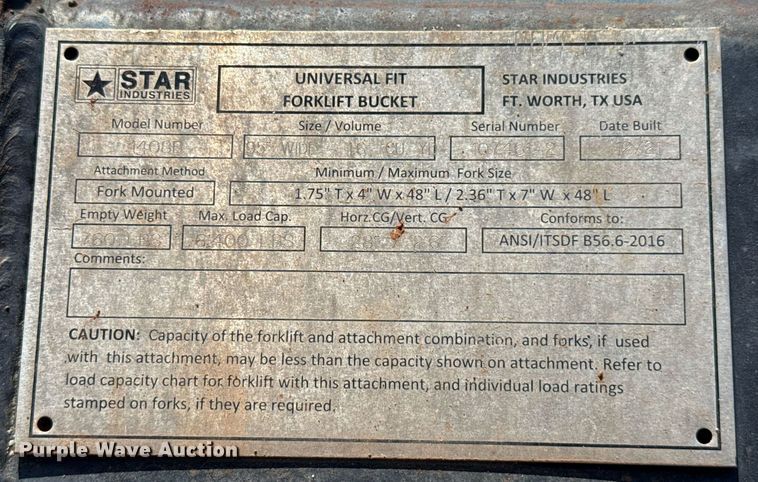 STAR
INDUSTRIES
UNIVERSAL FIT
FORKLIFT BUCKET
STAR INDUSTRIES
FT. WORTH, TX USA
Model Number Size / Volume Serial Number Date Built
WIDE
Attachment Method Minimum / Maximum Fork Size
Fork Mounted 1.75" T x 4" W x 48" L / 2.36" T x 7" W x 48" L
Empty Weight Max. Load Cap. Horz.CG/Vert. CG Conforms to:
ANSI/ITSDF B56.6-2016
Comments:
CAUTION: Capacity of the forklift and attachment combination, and forks, if used
with this attachment, may be less than the capacity shown on attachment. Refer to
load capacity chart for forklift with this attachment, and individual load ratings
stamped on forks, if they are required.
Purple Wave Auction